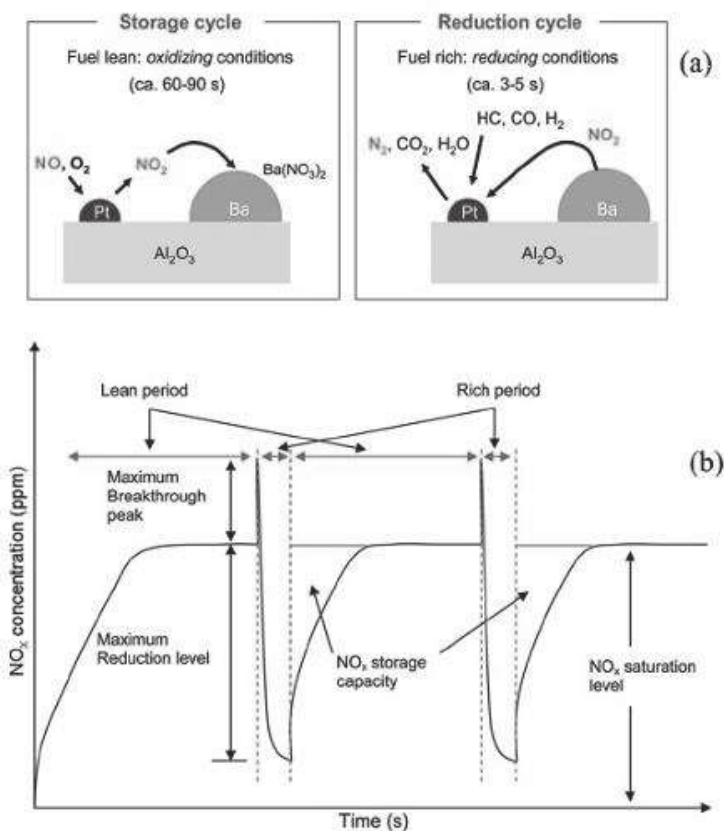 Storage cycle
Fuel lean: oxidizing conditions
(ca. 60-90 s)
NO, O₂
NO₂
Ba(NO₃)₂
Pt
Ba
Al₂O₃
Reduction cycle
Fuel rich: reducing conditions
(ca. 3-5 s)
HC, CO, H₂
NO₂
N₂, CO₂, H₂O
Pt
Ba
Al₂O₃
(a)
Lean period
Rich period
(b)
Maximum
Breakthrough
peak
Maximum
Reduction level
NOₓ storage
capacity
NOₓ saturation
level
NOₓ concentration (ppm)
Time (s)